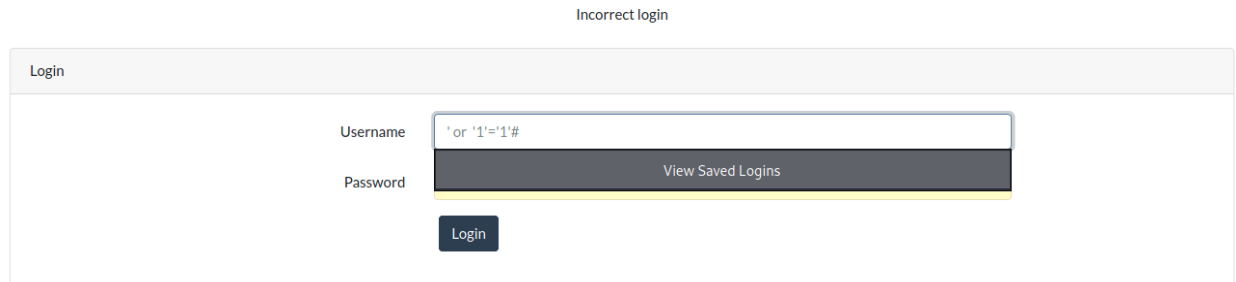 Incorrect login
Login
Username
' or '1'='1'#
View Saved Logins
Password
Login